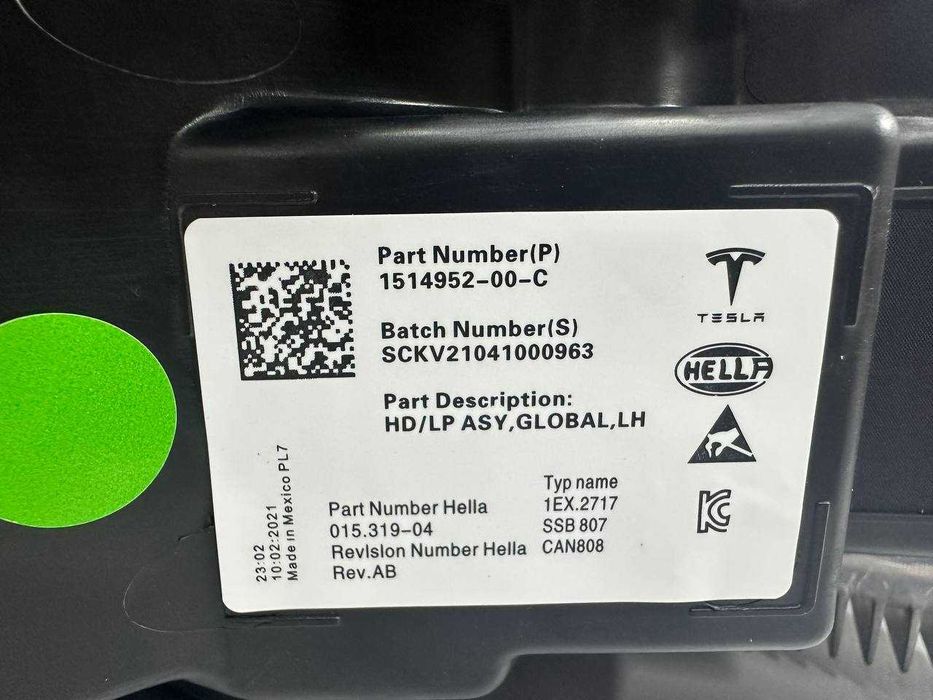 Part Number(P)
1514952-00-C
Batch Number(S)
SCKV21041000963
Part Description:
HD/LP ASY,GLOBAL,LH
TESLA
HELLA
KC
Typ name
1EX.2717
SSB 807
CAN808
Part Number Hella
015.319-04
RevIsIon Number Hella
Rev.AB
23:02
10:02:2021
Made in Mexico PL7